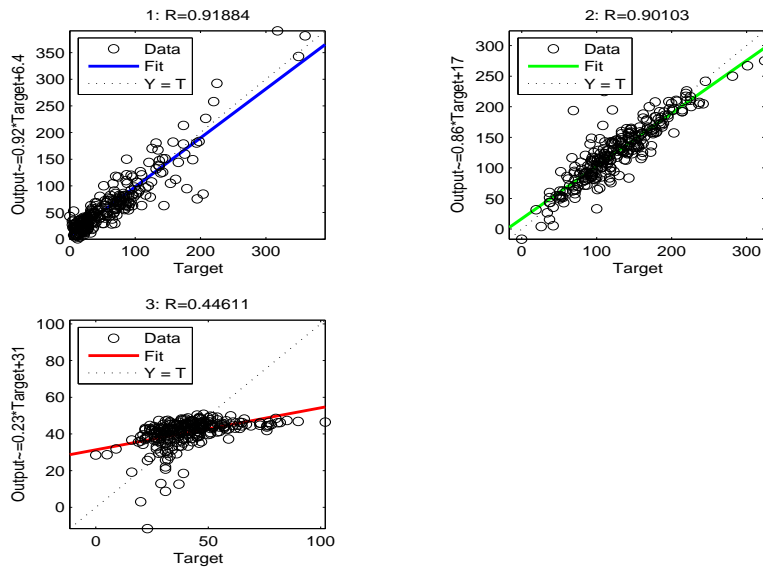 1: R=0.91884
Output~=0.92*Target+6.4
350
300
250
200
150
100
50
0
Data
Fit
Y = T
0 100 200 300
Target
2: R=0.90103
Output~=0.86*Target+17
300
250
200
150
100
50
0
Data
Fit
Y = T
0 100 200 300
Target
3: R=0.44611
Output~=0.23*Target+31
100
80
60
40
20
0
Data
Fit
Y = T
0 50 100
Target